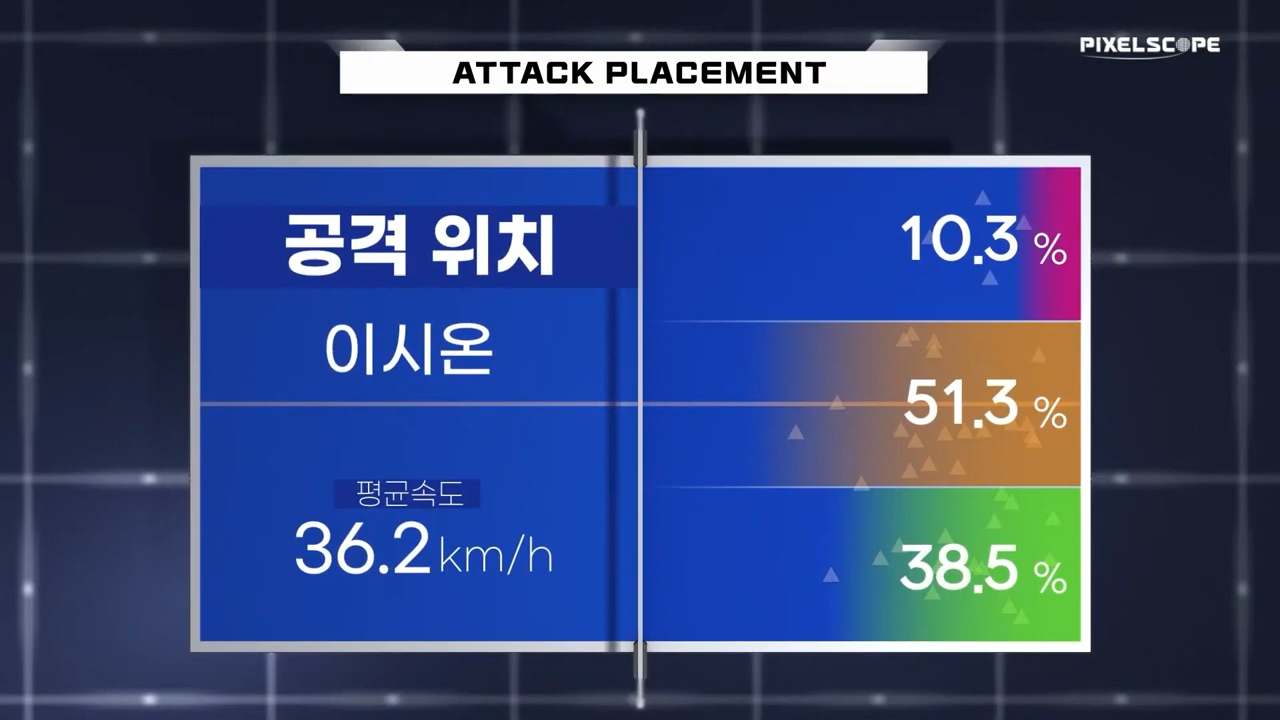 PIXELSCOPE
ATTACK PLACEMENT
공격 위치
이시온
평균속도
36.2km/h
10.3 %
51.3 %
38.5 %